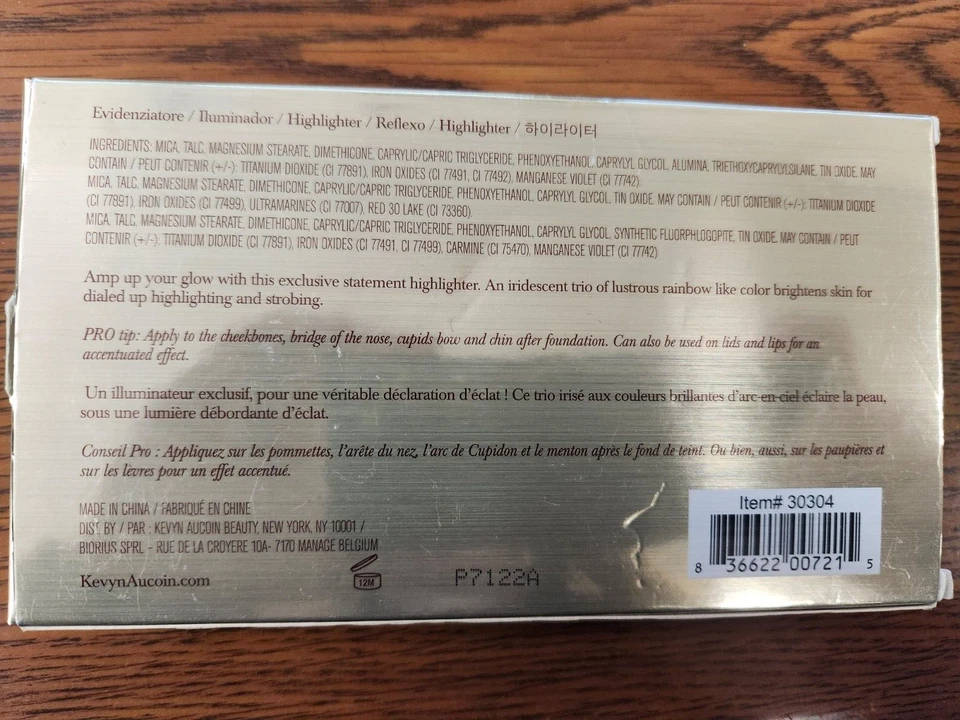 Evidenziatore / Iluminador / Highlighter / Reflexo / Highlighter / 하이라이터
INGREDIENTS: MICA, TALC, MAGNESIUM STEARATE, DIMETHICONE, CAPRYLIC/CAPRIC TRIGLYCERIDE, PHENOXYETHANOL, CAPRYLYL GLYCOL, ALUMINA, TRIETHOXYCAPRYLYLSILANE, TIN OXIDE. MAY
CONTAIN / PEUT CONTENIR (+/-): TITANIUM DIOXIDE (CI 77891), IRON OXIDES (CI 77491, CI 77492), MANGANESE VIOLET (CI 77742).
MICA, TALC, MAGNESIUM STEARATE, DIMETHICONE, CAPRYLIC/CAPRIC TRIGLYCERIDE, PHENOXYETHANOL, CAPRYLYL GLYCOL, TIN OXIDE. MAY CONTAIN / PEUT CONTENIR (+/-): TITANIUM DIOXIDE
(CI 77891), IRON OXIDES (CI 77499), ULTRAMARINES (CI 77007), RED 30 LAKE (CI 73360).
MICA, TALC, MAGNESIUM STEARATE, DIMETHICONE, CAPRYLIC/CAPRIC TRIGLYCERIDE, PHENOXYETHANOL, CAPRYLYL GLYCOL, SYNTHETIC FLUORPHLOGOPITE, TIN OXIDE. MAY CONTAIN / PEUT
CONTENIR (+/-): TITANIUM DIOXIDE (CI 77891), IRON OXIDES (CI 77491, CI 77499), CARMINE (CI 75470), MANGANESE VIOLET (CI 77742)
Amp up your glow with this exclusive statement highlighter. An iridescent trio of lustrous rainbow like color brightens skin for
dialed up highlighting and strobing.
PRO tip: Apply to the cheekbones, bridge of the nose, cupids bow and chin after foundation. Can also be used on lids and lips for an
accentuated effect.
Un illuminateur exclusif, pour une véritable déclaration d'éclat ! Ce trio irisé aux couleurs brillantes d'arc-en-ciel éclaire la peau,
sous une lumière débordante d'éclat.
Conseil Pro : Appliquez sur les pommettes, l'arête du nez, l'arc de Cupidon et le menton après le fond de teint. Ou bien, aussi, sur les paupières et
sur les lèvres pour un effet accentué.
MADE IN CHINA / FABRIQUÉ EN CHINE
DIST. BY / PAR : KEVYN AUCOIN BEAUTY, NEW YORK, NY 10001 /
BIORIUS SPRL - RUE DE LA CROYERE 10A- 7170 MANAGE BELGIUM
KevynAucoin.com
12M
P7122A
Item# 30304
8 36622 00721 5